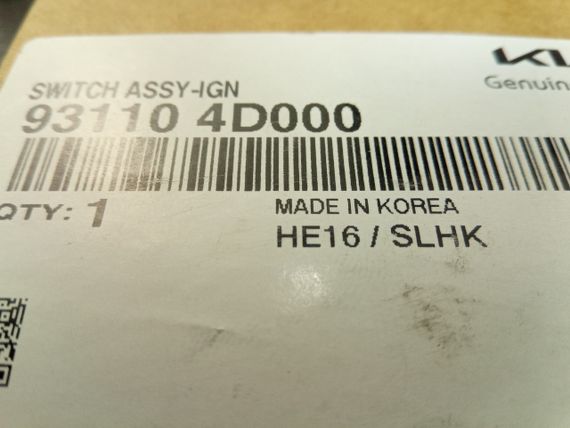 SWITCH ASSY-IGN
93110 4D000
QTY: 1
MADE IN KOREA
HE16 / SLHK